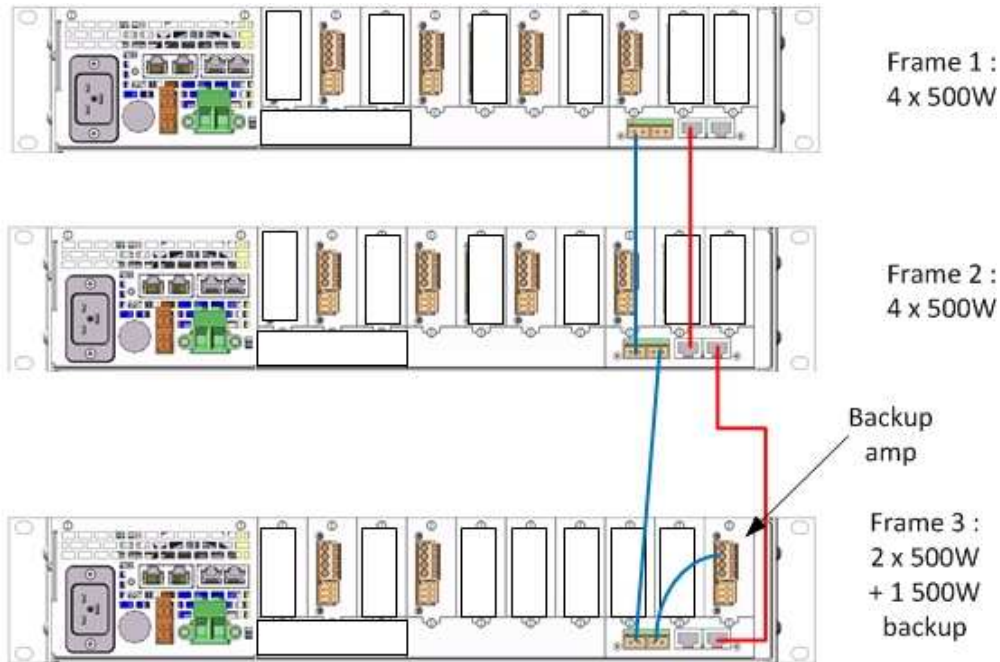 Frame 1 :
4 x 500W
Frame 2 :
4 x 500W
Backup
amp
Frame 3 :
2 x 500W
+ 1 500W
backup